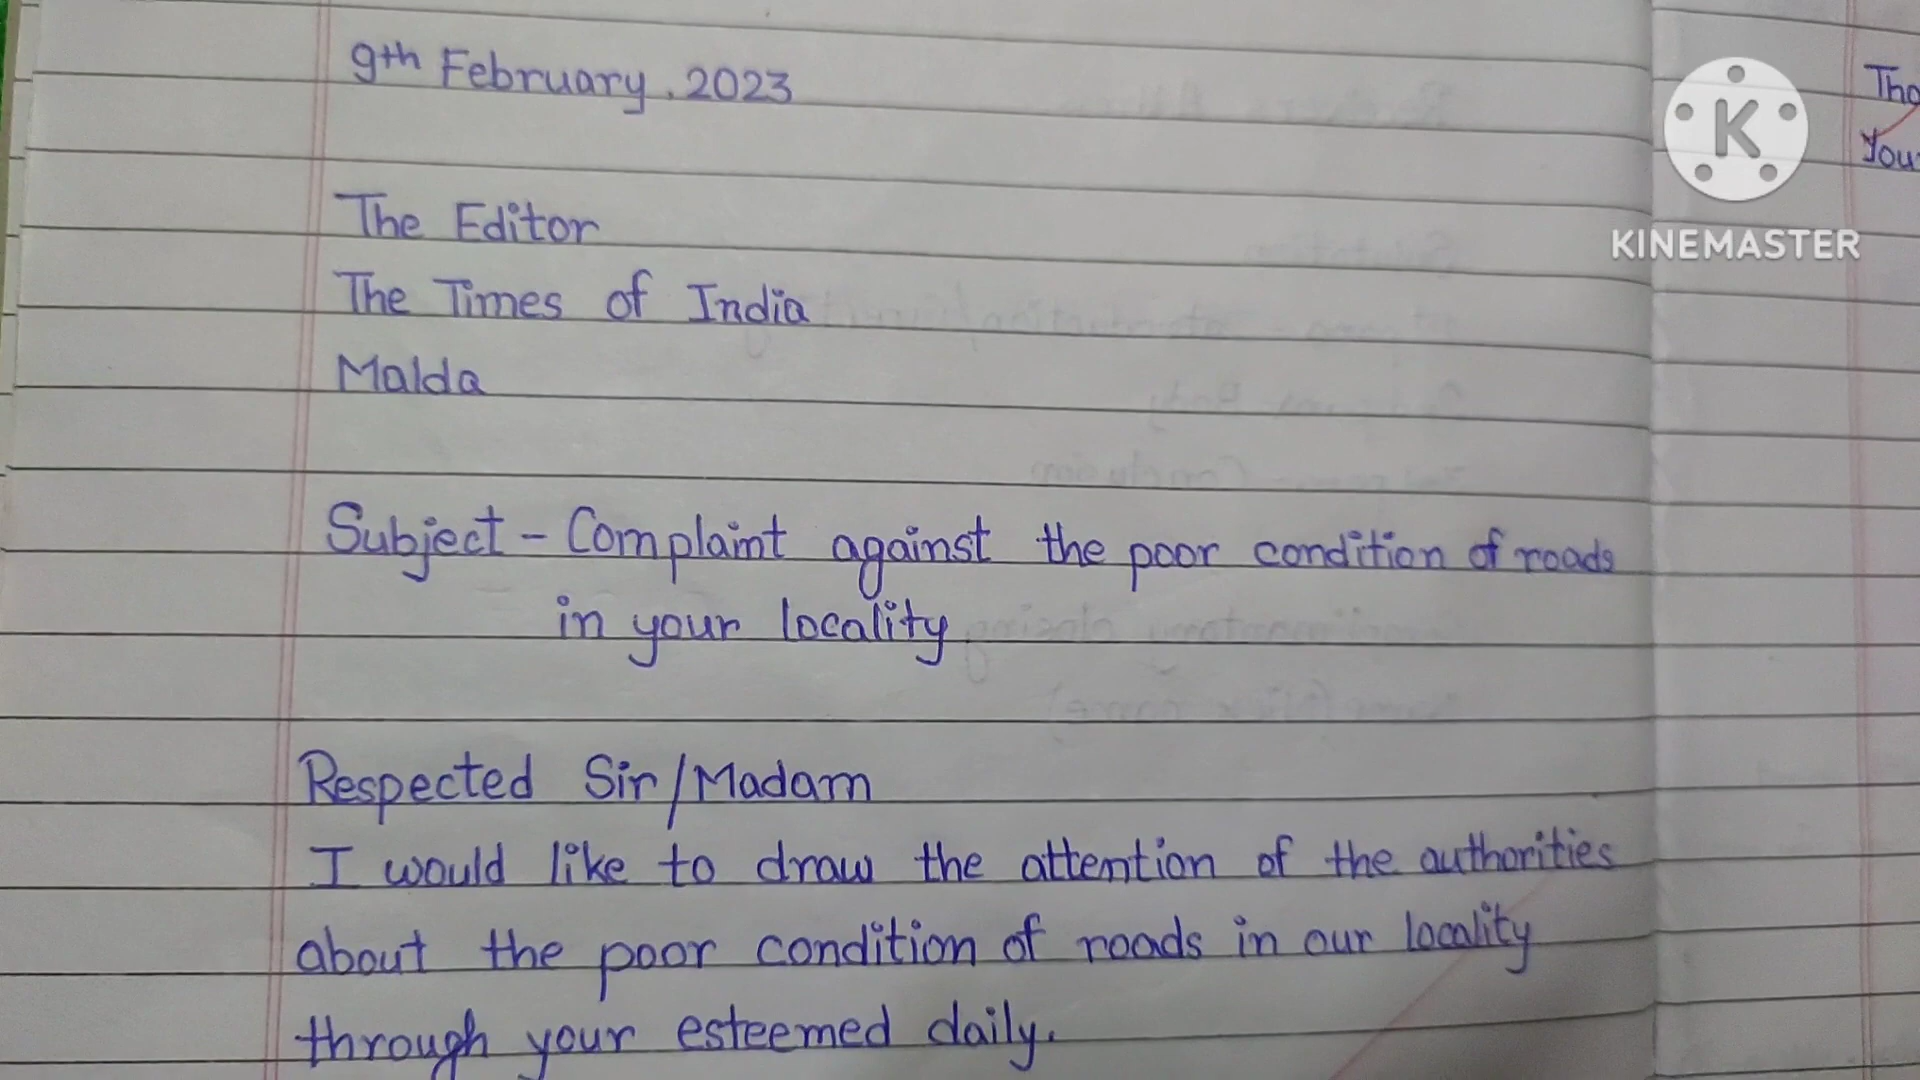 9th February, 2023
The Editor
The Times of India
Malda
Subject - Complaint against the poor condition of roads
in your locality
Respected Sir/Madam
I would like to draw the attention of the authorities
about the poor condition of roads in our locality
through your esteemed daily.
K
KINEMASTER